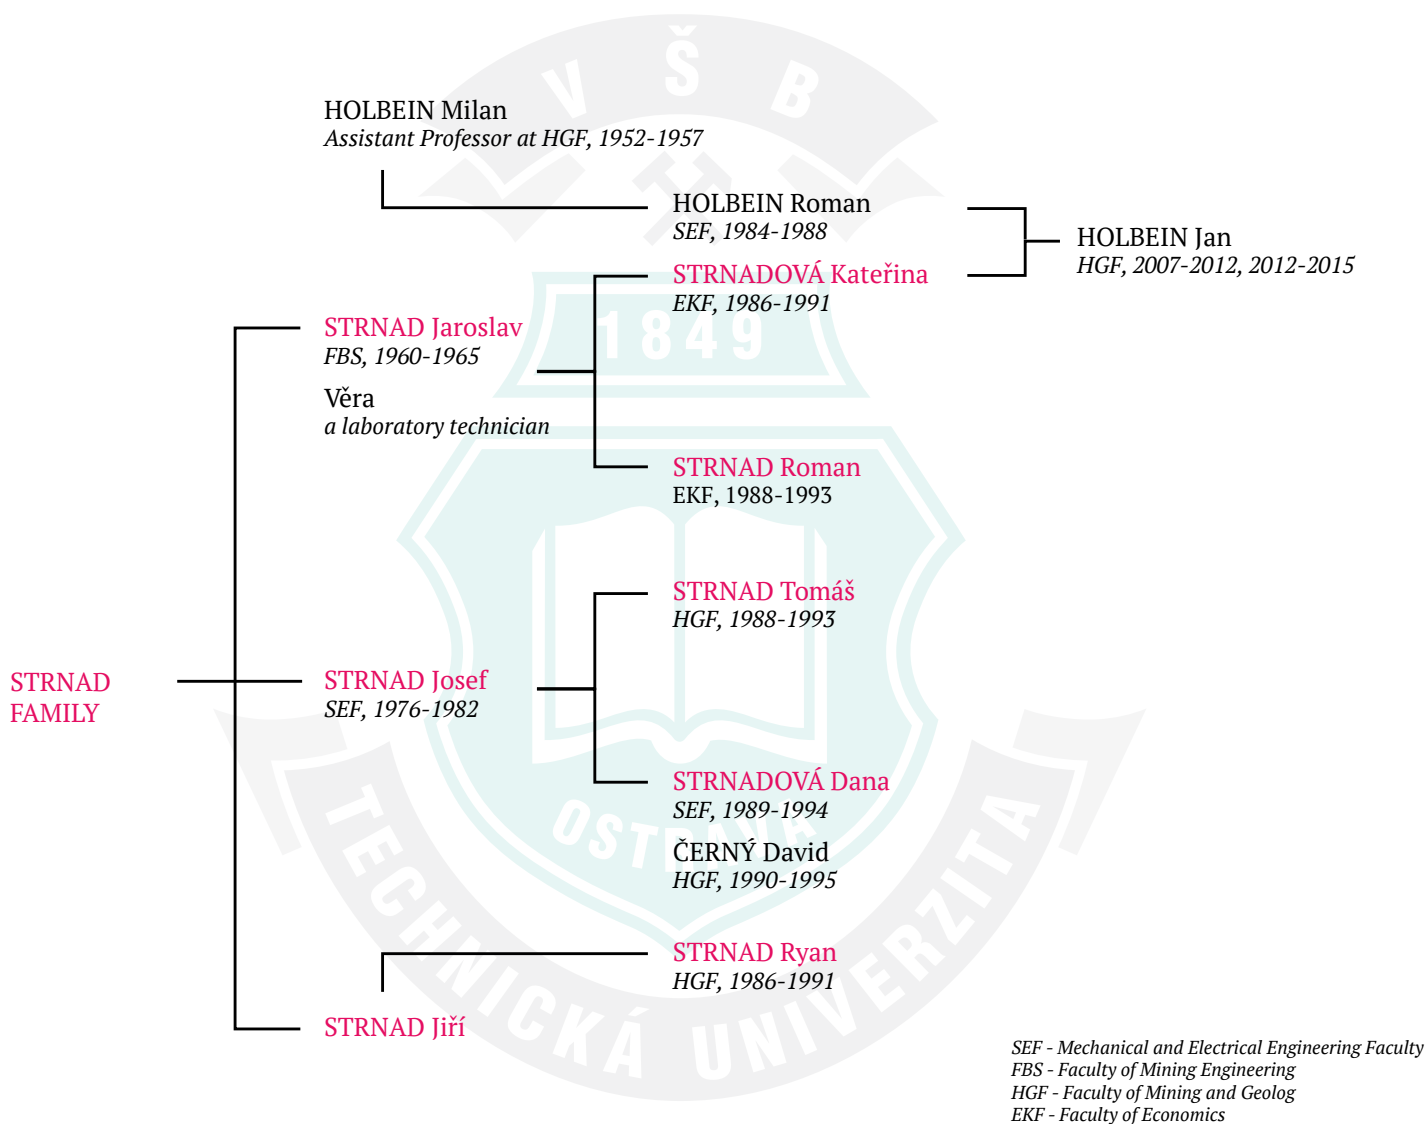 V Š B
HOLBEIN Milan
Assistant Professor at HGF, 1952-1957
HOLBEIN Roman
SEF, 1984-1988
HOLBEIN Jan
HGF, 2007-2012, 2012-2015
STRNADOVÁ Kateřina
EKF, 1986-1991
1849
STRNAD Jaroslav
FBS, 1960-1965
Věra
a laboratory technician
STRNAD Roman
EKF, 1988-1993
STRNAD Tomáš
HGF, 1988-1993
STRNAD
FAMILY
STRNAD Josef
SEF, 1976-1982
STRNADOVÁ Dana
SEF, 1989-1994
OSTRAVA
ČERNÝ David
HGF, 1990-1995
STRNAD Ryan
HGF, 1986-1991
STRNAD Jiří
TECHNICKÁ UNIVERZITA
SEF - Mechanical and Electrical Engineering Faculty
FBS - Faculty of Mining Engineering
HGF - Faculty of Mining and Geolog
EKF - Faculty of Economics